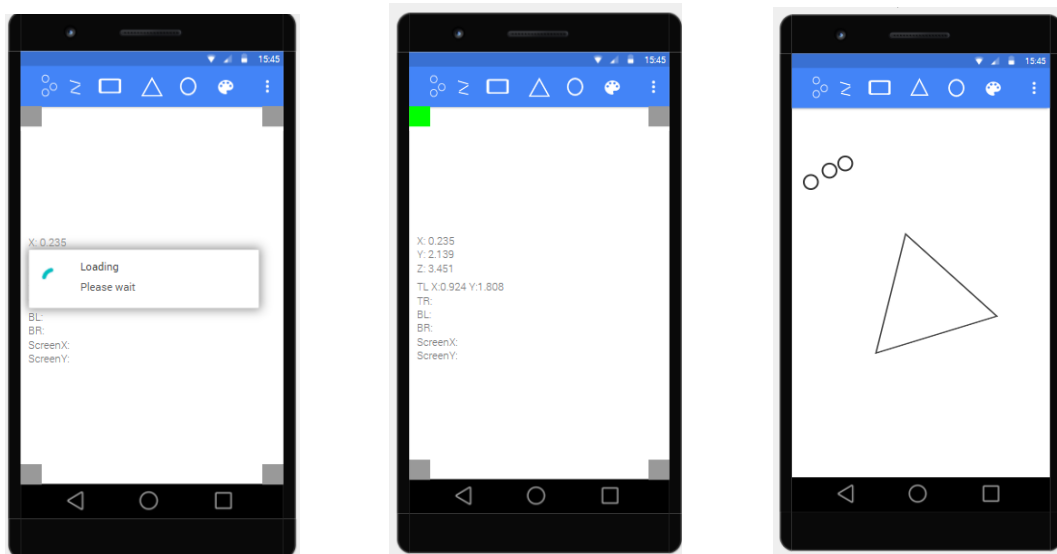 15:45
X: 0.235
Loading
Please wait
BL:
BR:
ScreenX:
ScreenY:
15:45
X: 0.235
Y: 2.139
Z: 3.451
TL X:0.924 Y:1.808
TR:
BL:
BR:
ScreenX:
ScreenY:
15:45